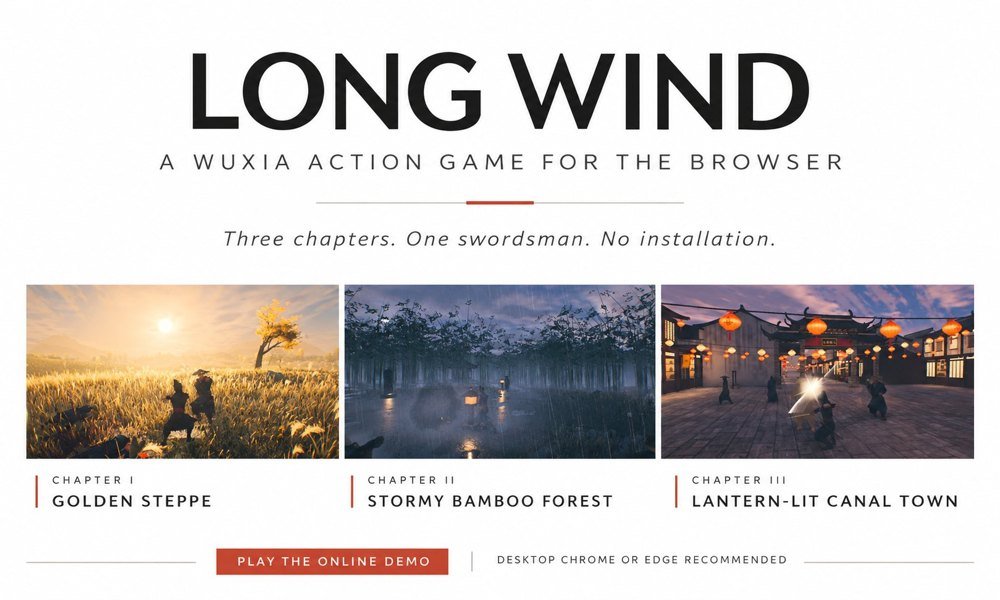 LONG WIND
A WUXIA ACTION GAME FOR THE BROWSER
Three chapters. One swordsman. No installation.
CHAPTER I
GOLDEN STEPPE
CHAPTER II
STORMY BAMBOO FOREST
CHAPTER III
LANTERN-LIT CANAL TOWN
PLAY THE ONLINE DEMO
DESKTOP CHROME OR EDGE RECOMMENDED